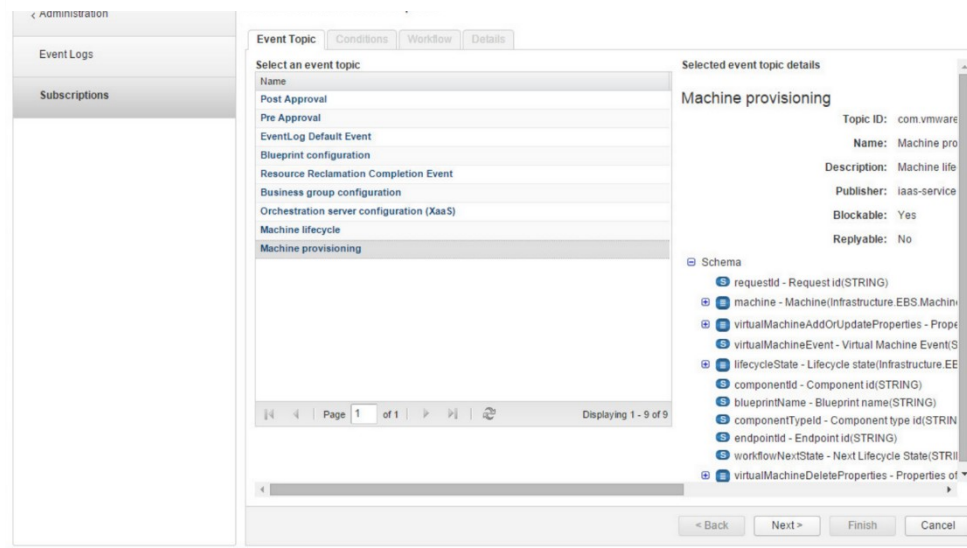 < Administration
Event Logs
Subscriptions
Event Topic Conditions Workflow Details
Select an event topic
Name
Post Approval
Pre Approval
EventLog Default Event
Blueprint configuration
Resource Reclamation Completion Event
Business group configuration
Orchestration server configuration (XaaS)
Machine lifecycle
Machine provisioning
Page 1 of 1 Displaying 1 - 9 of 9
Selected event topic details
Machine provisioning
Topic ID: com.vmware
Name: Machine pro
Description: Machine life
Publisher: iaas-service
Blockable: Yes
Replyable: No
Schema
S requestId - Request id(STRING)
machine - Machine(Infrastructure.EBS.Machin
virtualMachineAddOrUpdateProperties - Prope
S virtualMachineEvent - Virtual Machine Event(S
lifecycleState - Lifecycle state(Infrastructure.EE
S componentId - Component id(STRING)
S blueprintName - Blueprint name(STRING)
S componentTypeId - Component type id(STRIN
S endpointId - Endpoint id(STRING)
S workflowNextState - Next Lifecycle State(STRI
virtualMachineDeleteProperties - Properties of
< Back Next > Finish Cancel